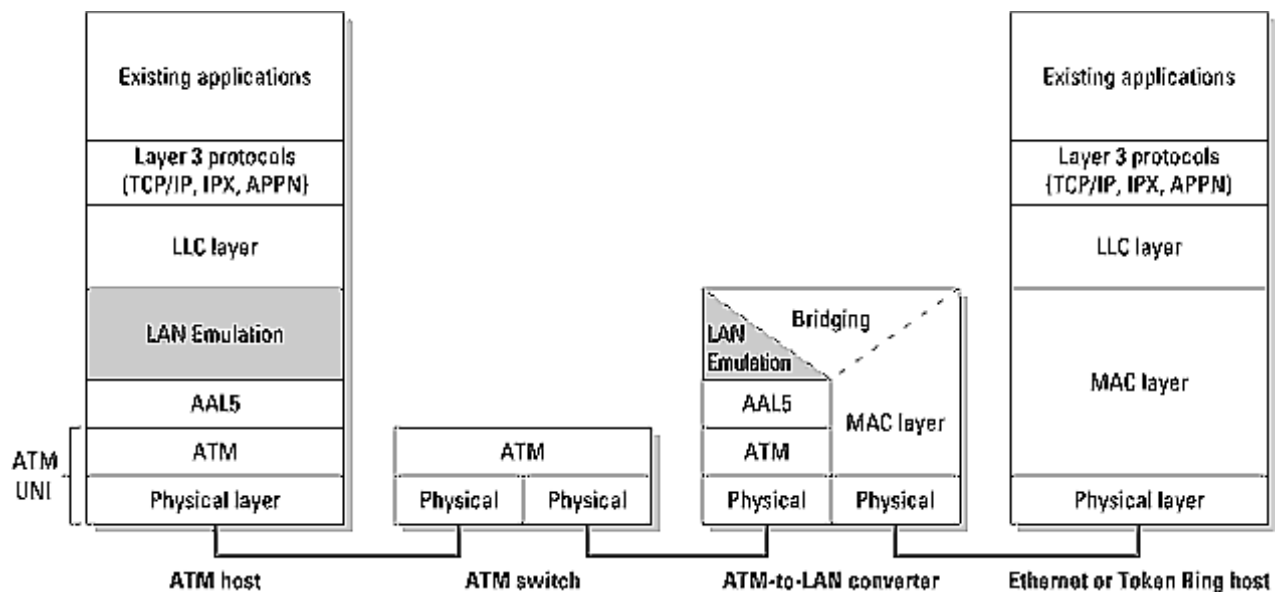 Existing applications
Layer 3 protocols
(TCP/IP, IPX, APPN)
LLC layer
LAN Emulation
AAL5
ATM
Physical layer
ATM
UNI
ATM host
ATM
Physical
Physical
ATM switch
Bridging
LAN
Emulation
AAL5
ATM
MAC layer
Physical
Physical
ATM-to-LAN converter
Existing applications
Layer 3 protocols
(TCP/IP, IPX, APPN)
LLC layer
MAC layer
Physical layer
Ethernet or Token Ring host